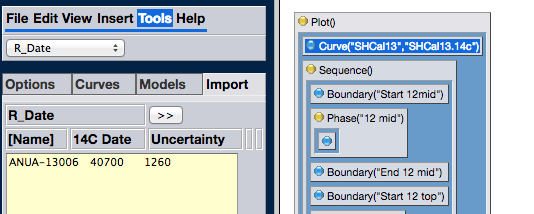 File Edit View Insert Tools Help
R_Date
Options Curves Models Import
R_Date >>
[Name] 14C Date Uncertainty
ANUA-13006 40700 1260
Plot()
Curve("SHCal13","SHCal13.14c")
Sequence()
Boundary("Start 12mid")
Phase("12 mid")
Boundary("End 12 mid")
Boundary("Start 12 top")